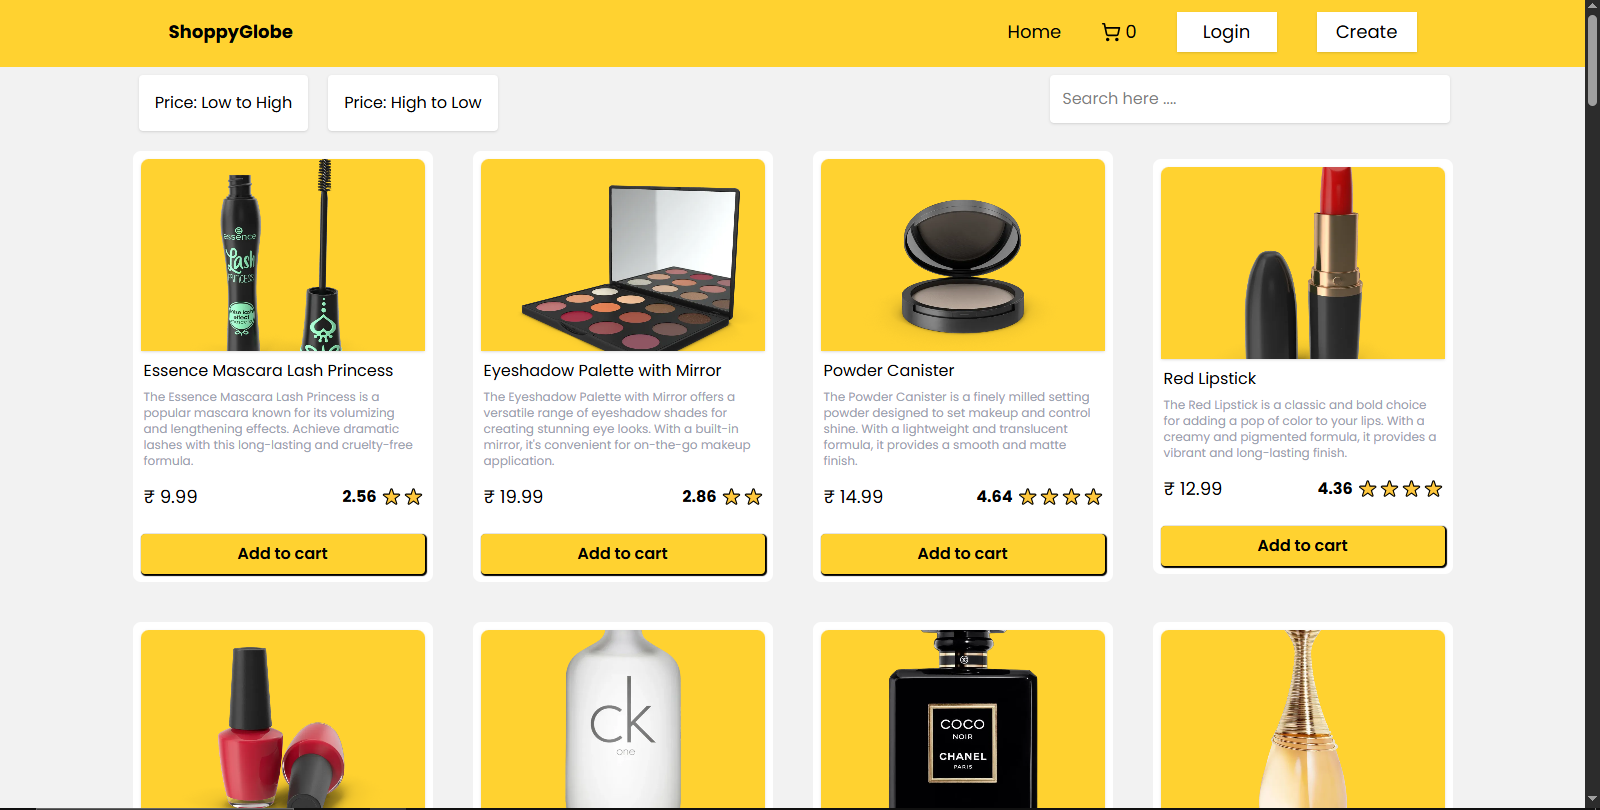 ShoppyGlobe
Home
0
Login
Create
Price: Low to High
Price: High to Low
Search here ....
essence
Lash
PRINCESS
Essence Mascara Lash Princess
The Essence Mascara Lash Princess is a
popular mascara known for its volumizing
and lengthening effects. Achieve dramatic
lashes with this long-lasting and cruelty-free
formula.
₹ 9.99
2.56
Add to cart
Eyeshadow Palette with Mirror
The Eyeshadow Palette with Mirror offers a
versatile range of eyeshadow shades for
creating stunning eye looks. With a built-in
mirror, it's convenient for on-the-go makeup
application.
₹ 19.99
2.86
Add to cart
Powder Canister
The Powder Canister is a finely milled setting
powder designed to set makeup and control
shine. With a lightweight and translucent
formula, it provides a smooth and matte
finish.
₹ 14.99
4.64
Add to cart
Red Lipstick
The Red Lipstick is a classic and bold choice
for adding a pop of color to your lips. With a
creamy and pigmented formula, it provides a
vibrant and long-lasting finish.
₹ 12.99
4.36
Add to cart
ck
one
COCO
NOIR
CHANEL
PARIS